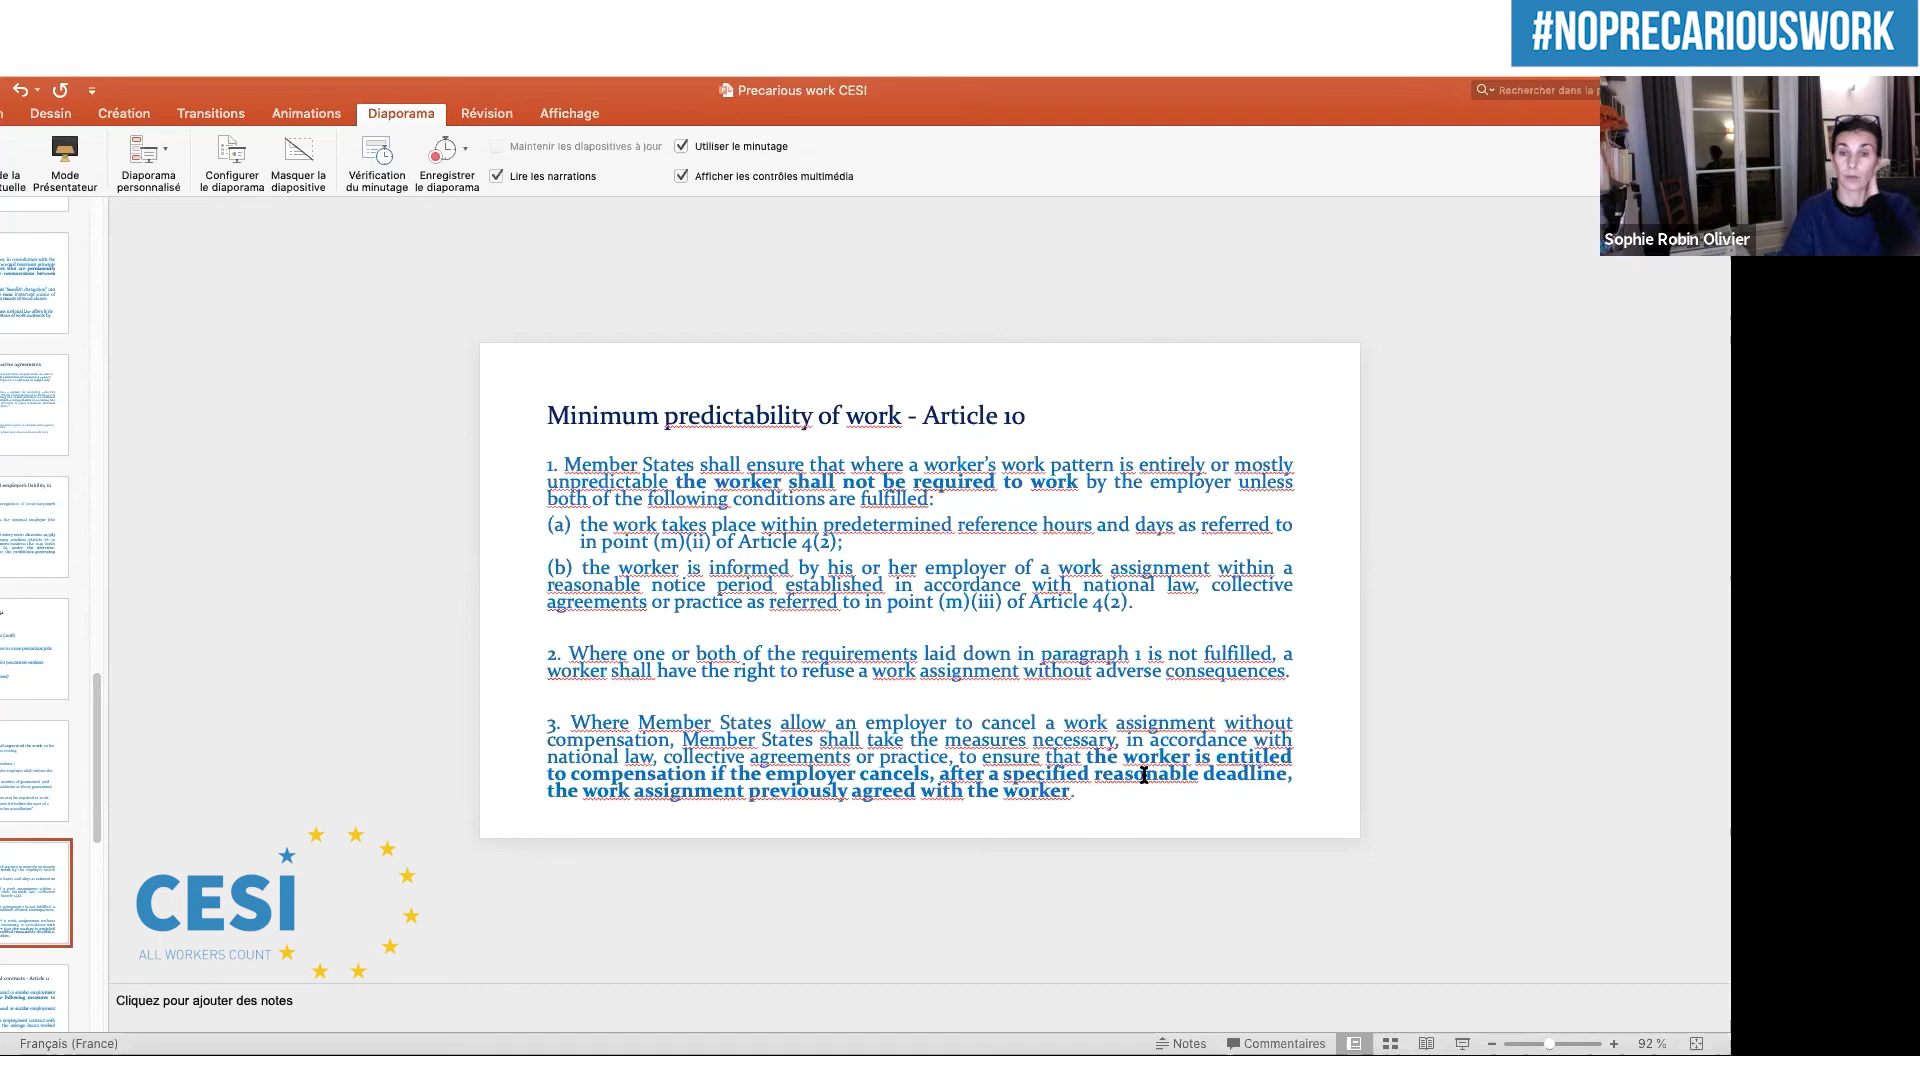 #NOPRECARIOUSWORK
Precarious work CESI
Rechercher dans la
Dessin
Création
Transitions
Animations
Diaporama
Révision
Affichage
Mode
Présentateur
Diaporama
personnalisé
Configurer
le diaporama
Masquer la
diapositive
Vérification
du minutage
Enregistrer
le diaporama
Maintenir les diapositives à jour
Utiliser le minutage
Lire les narrations
Afficher les contrôles multimédia
Sophie Robin Olivier
Minimum predictability of work - Article 10
1. Member States shall ensure that where a worker’s work pattern is entirely or mostly
unpredictable the worker shall not be required to work by the employer unless
both of the following conditions are fulfilled:
(a) the work takes place within predetermined reference hours and days as referred to
in point (m)(ii) of Article 4(2);
(b) the worker is informed by his or her employer of a work assignment within a
reasonable notice period established in accordance with national law, collective
agreements or practice as referred to in point (m)(iii) of Article 4(2).
2. Where one or both of the requirements laid down in paragraph 1 is not fulfilled, a
worker shall have the right to refuse a work assignment without adverse consequences.
3. Where Member States allow an employer to cancel a work assignment without
compensation, Member States shall take the measures necessary, in accordance with
national law, collective agreements or practice, to ensure that the worker is entitled
to compensation if the employer cancels, after a specified reasonable deadline,
the work assignment previously agreed with the worker.
CESI
ALL WORKERS COUNT
Cliquez pour ajouter des notes
Français (France)
Notes
Commentaires
92 %